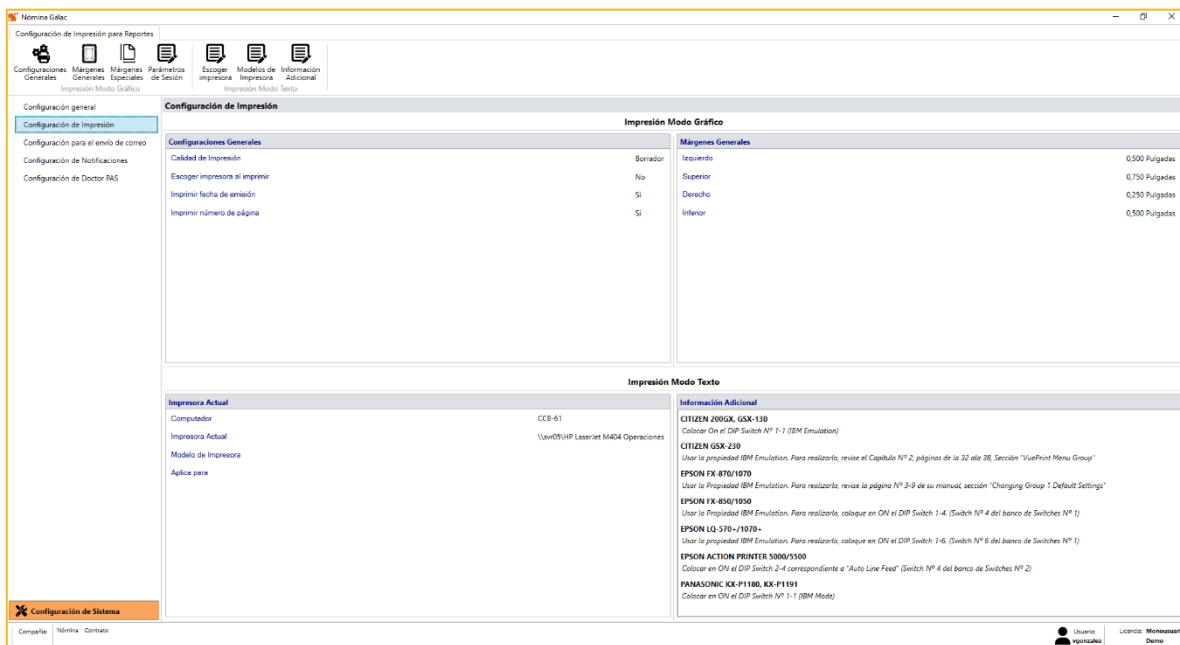 Nómina Gálac
Configuración de Impresión para Reportes
Configuraciones Generales
Márgenes Generales
Márgenes Especiales
Parámetros de Sesión
Escoger impresora
Modelos de Impresora
Información Adicional
Impresión Modo Gráfico
Impresión Modo Texto
Configuración general
Configuración de Impresión
Configuración para el envío de correo
Configuración de Notificaciones
Configuración de Doctor PAS
Configuración de Impresión
Impresión Modo Gráfico
Configuraciones Generales
Calidad de Impresión Borrador
Escoger impresora al imprimir No
Imprimir fecha de emisión Sí
Imprimir número de página Sí
Márgenes Generales
Izquierdo 0,500 Pulgadas
Superior 0,750 Pulgadas
Derecho 0,250 Pulgadas
Inferior 0,500 Pulgadas
Impresión Modo Texto
Impresora Actual
Computador CCB-61
Impresora Actual \\svr05\HP LaserJet M404 Operaciones
Modelo de Impresora
Aplica para
Información Adicional
CITIZEN 200GX, GSX-130
Colocar On el DIP Switch Nº 1-1 (IBM Emulation)
CITIZEN GSX-230
Usar la propiedad IBM Emulation. Para realizarlo, revise el Capítulo Nº 2, páginas de la 32 ala 38, Sección "VuePrint Menu Group"
EPSON FX-870/1070
Usar la Propiedad IBM Emulation. Para realizarlo, revise la página Nº 3-9 de su manual, sección "Changing Group 1 Default Settings"
EPSON FX-850/1050
Usar la Propiedad IBM Emulation. Para realizarlo, coloque en ON el DIP Switch 1-4. (Switch Nº 4 del banco de Switches Nº 1)
EPSON LQ-570+/1070+
Usar la propiedad IBM Emulation. Para realizarlo, coloque en ON el DIP Switch 1-6. (Switch Nº 6 del banco de Switches Nº 1)
EPSON ACTION PRINTER 5000/5500
Colocar en ON el DIP Switch 2-4 correspondiente a "Auto Line Feed" (Switch Nº 4 del banco de Switches Nº 2)
PANASONIC KX-P1180, KX-P1191
Colocar en ON el DIP Switch Nº 1-1 (IBM Mode)
Configuración de Sistema
Compañía: Nómina Contrato
Usuario: vgonzalez
Licencia: Monousuari
Demo